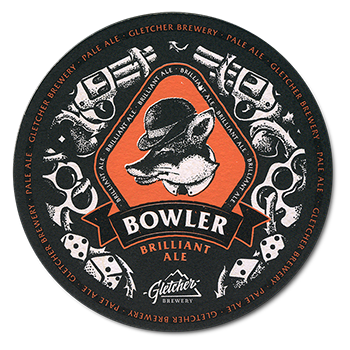 GLETCHER BREWERY · PALE ALE · GLETCHER BREWERY · PALE ALE · GLETCHER BREWERY · PALE ALE · GLETCHER BREWERY · PALE ALE
BRILLIANT ALE · BRILLIANT ALE · BRILLIANT ALE · BRILLIANT ALE
BOWLER
BRILLIANT
ALE
Gletcher
BREWERY